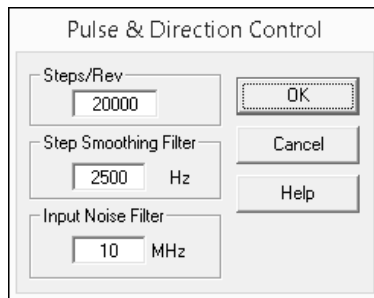 Pulse & Direction Control
Steps/Rev
20000
OK
Step Smoothing Filter
2500 Hz
Cancel
Help
Input Noise Filter
10 MHz